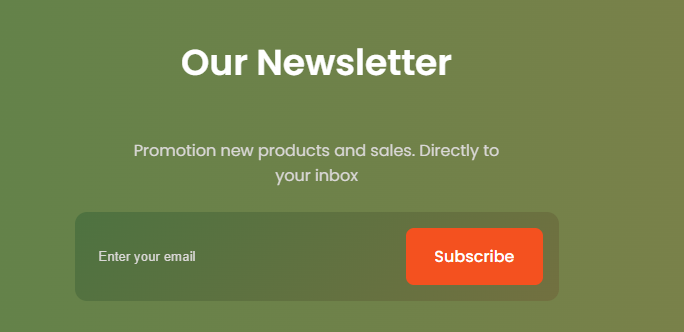 Our Newsletter
Promotion new products and sales. Directly to
your inbox
Enter your email
Subscribe